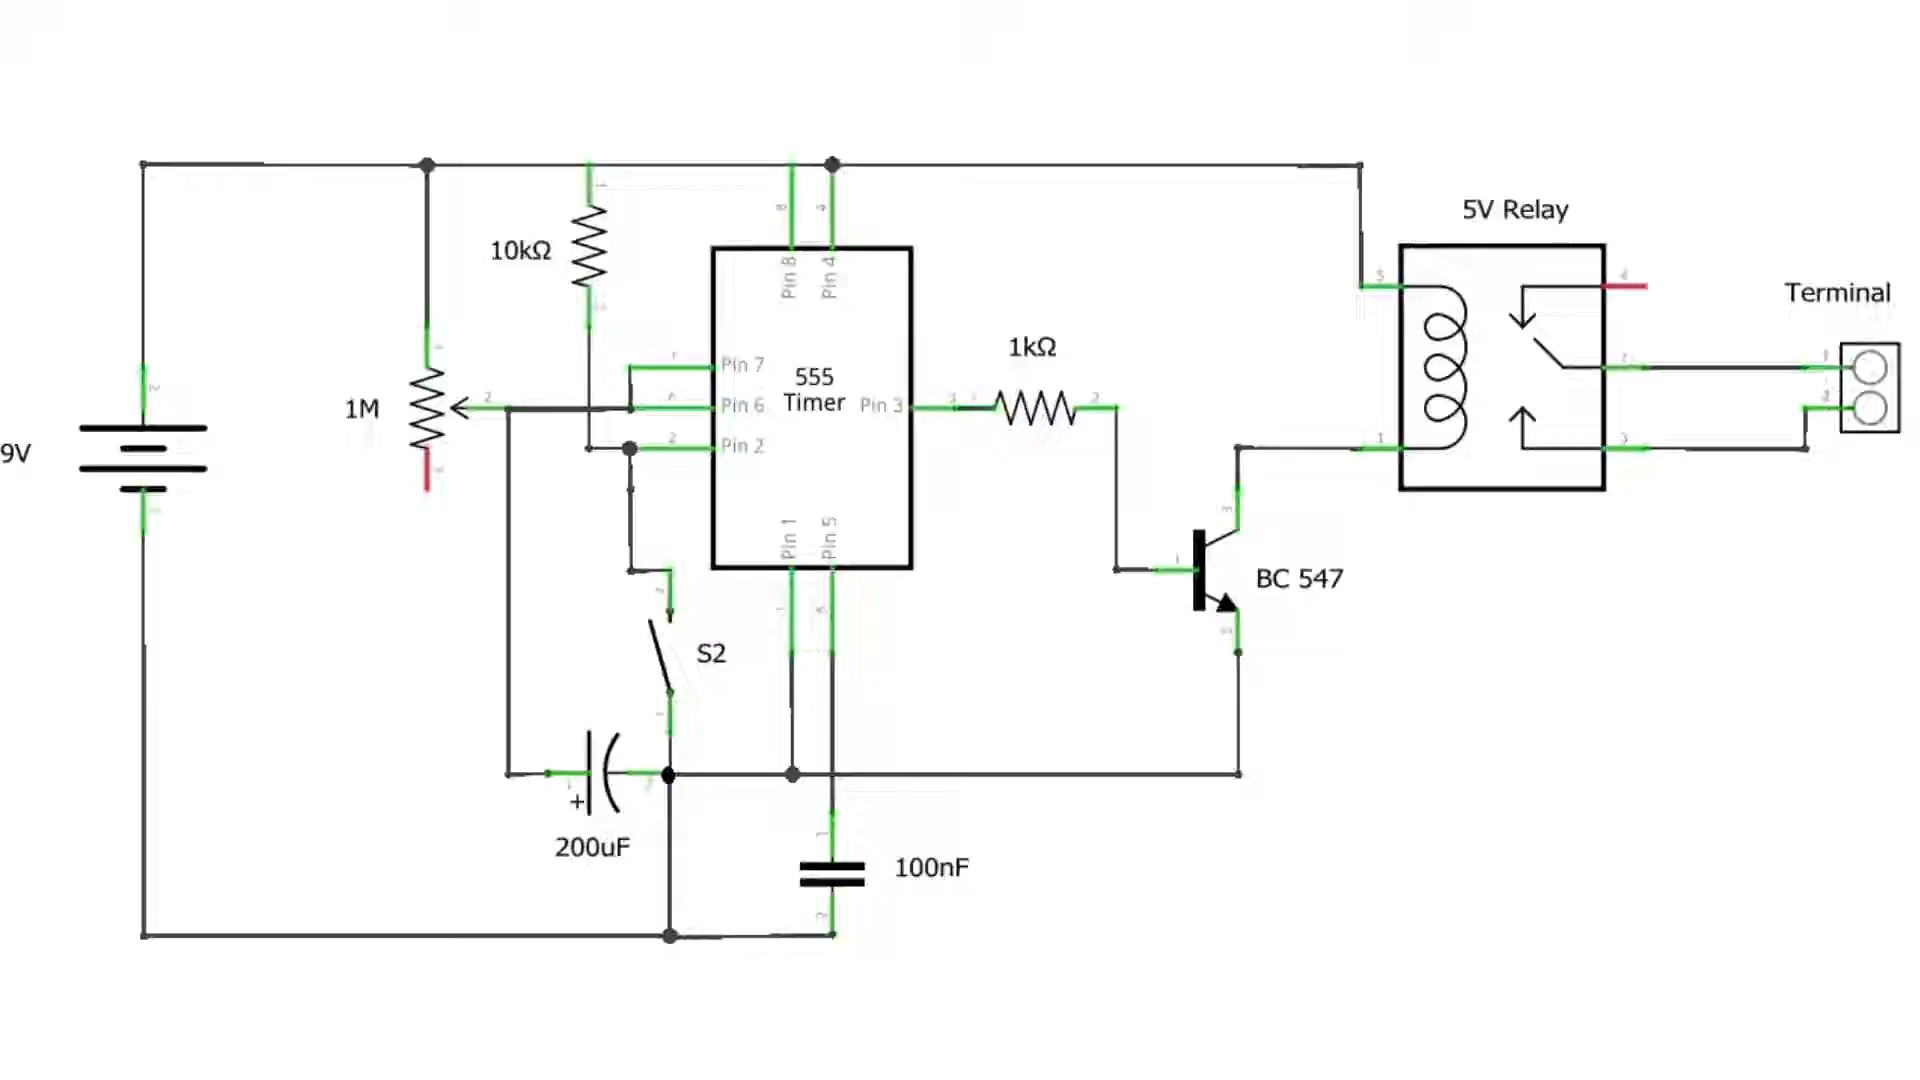 5V Relay
10kΩ
Pin 8
Pin 4
Terminal
1kΩ
Pin 7
555
Timer
1M
Pin 6
Pin 3
Pin 2
9V
Pin 1
Pin 5
BC 547
S2
+
200uF
100nF